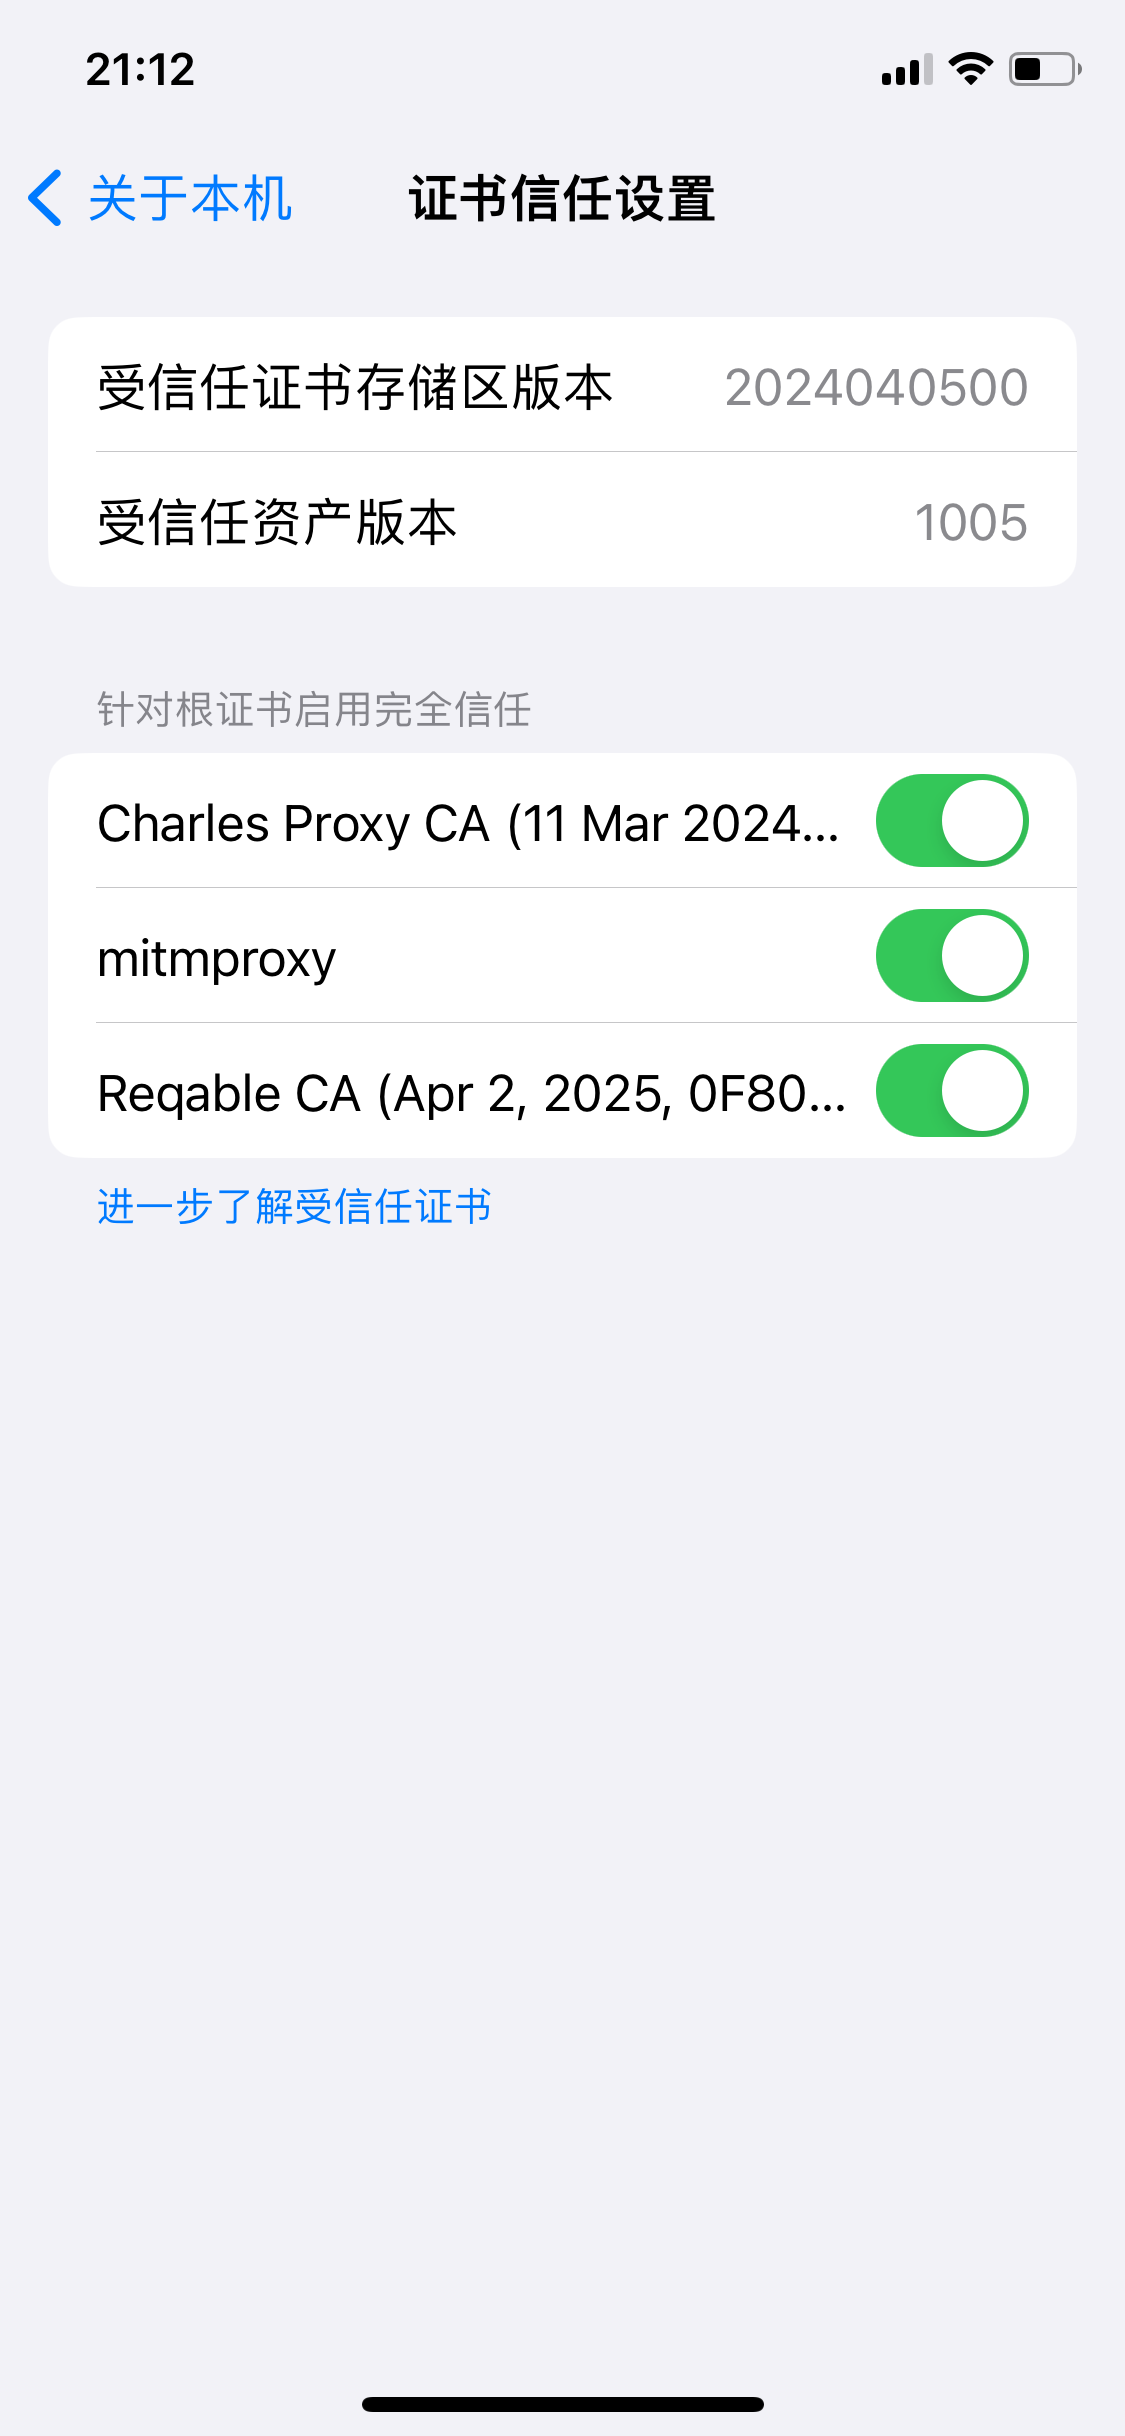 21:12
关于本机
证书信任设置
受信任证书存储区版本 2024040500
受信任资产版本 1005
针对根证书启用完全信任
Charles Proxy CA (11 Mar 2024...
mitmproxy
Reqable CA (Apr 2, 2025, 0F80...
进一步了解受信任证书